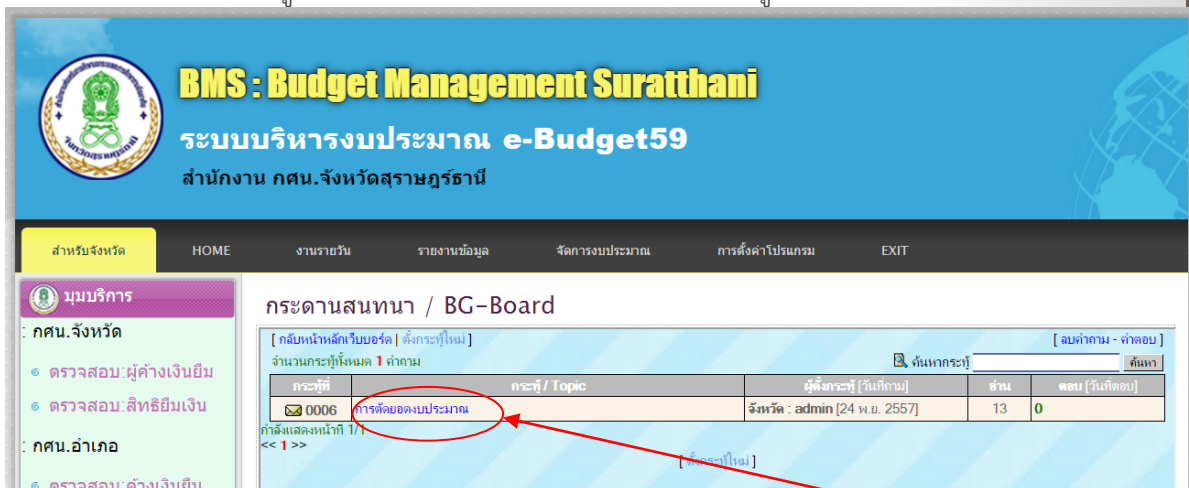 BMS : Budget Management Suratthani
ระบบบริหารงบประมาณ e-Budget59
สำนักงาน กศน.จังหวัดสุราษฎร์ธานี
สำหรับจังหวัด HOME งานรายวัน รายงานข้อมูล จัดการงบประมาณ การตั้งค่าโปรแกรม EXIT
มุมบริการ
: กศน.จังหวัด
ตรวจสอบ:ผู้ค้างเงินยืม
ตรวจสอบ:สิทธิยืมเงิน
: กศน.อำเภอ
ตรวจสอบ:ค้างเงินยืม
กระดานสนทนา / BG-Board
[ กลับหน้าหลักเว็บบอร์ด | ตั้งกระทู้ใหม่ ] [ ลบคำถาม - คำตอบ ]
จำนวนกระทู้ทั้งหมด 1 คำถาม ค้นหากระทู้ ค้นหา
กระทู้ที่ กระทู้ / Topic ผู้ตั้งกระทู้ [วันที่ถาม] อ่าน ตอบ [วันที่ตอบ]
0006 การตัดยอดงบประมาณ จังหวัด : admin [24 พ.ย. 2557] 13 0
กำลังแสดงหน้าที่ 1/1
<< 1 >>
[ ตั้งกระทู้ใหม่ ]